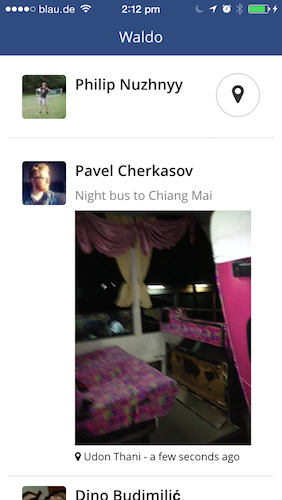 blau.de 2:12 pm
Waldo
Philip Nuzhnyy
Pavel Cherkasov
Night bus to Chiang Mai
Udon Thani - a few seconds ago
Dino Budimilić